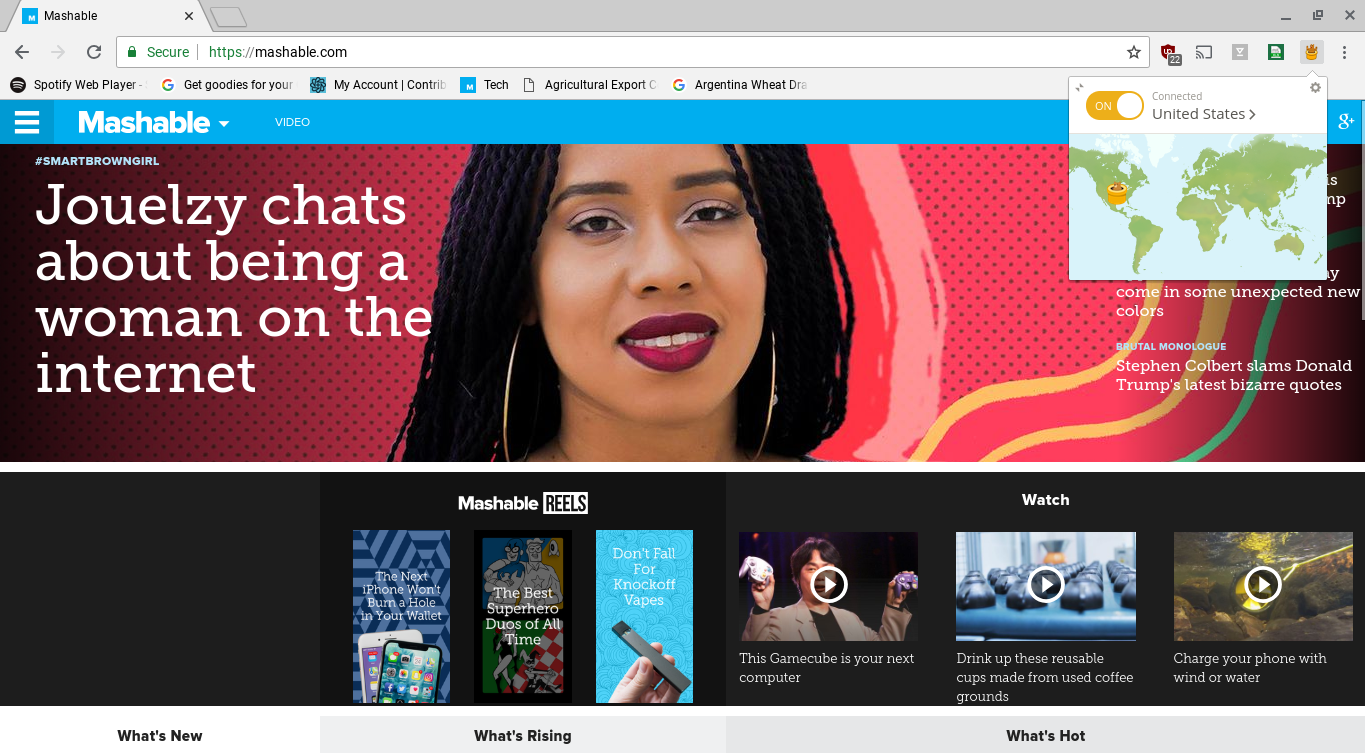 Mashable
Secure
https://mashable.com
22
Spotify Web Player -
Get goodies for your
My Account | Contrib
Tech
Agricultural Export C
Argentina Wheat Dra
ON
Connected
United States
Mashable
VIDEO
g+
#SMARTBROWNGIRL
Jouelzy chats
about being a
woman on the
internet
come in some unexpected new
colors
BRUTAL MONOLOGUE
Stephen Colbert slams Donald
Trump's latest bizarre quotes
Mashable REELS
The Next
iPhone Won't
Burn a Hole
in Your Wallet
The Best
Superhero
Duos of All
Time
Don't Fall
For
Knockoff
Vapes
Watch
This Gamecube is your next
computer
Drink up these reusable
cups made from used coffee
grounds
Charge your phone with
wind or water
What's New
What's Rising
What's Hot